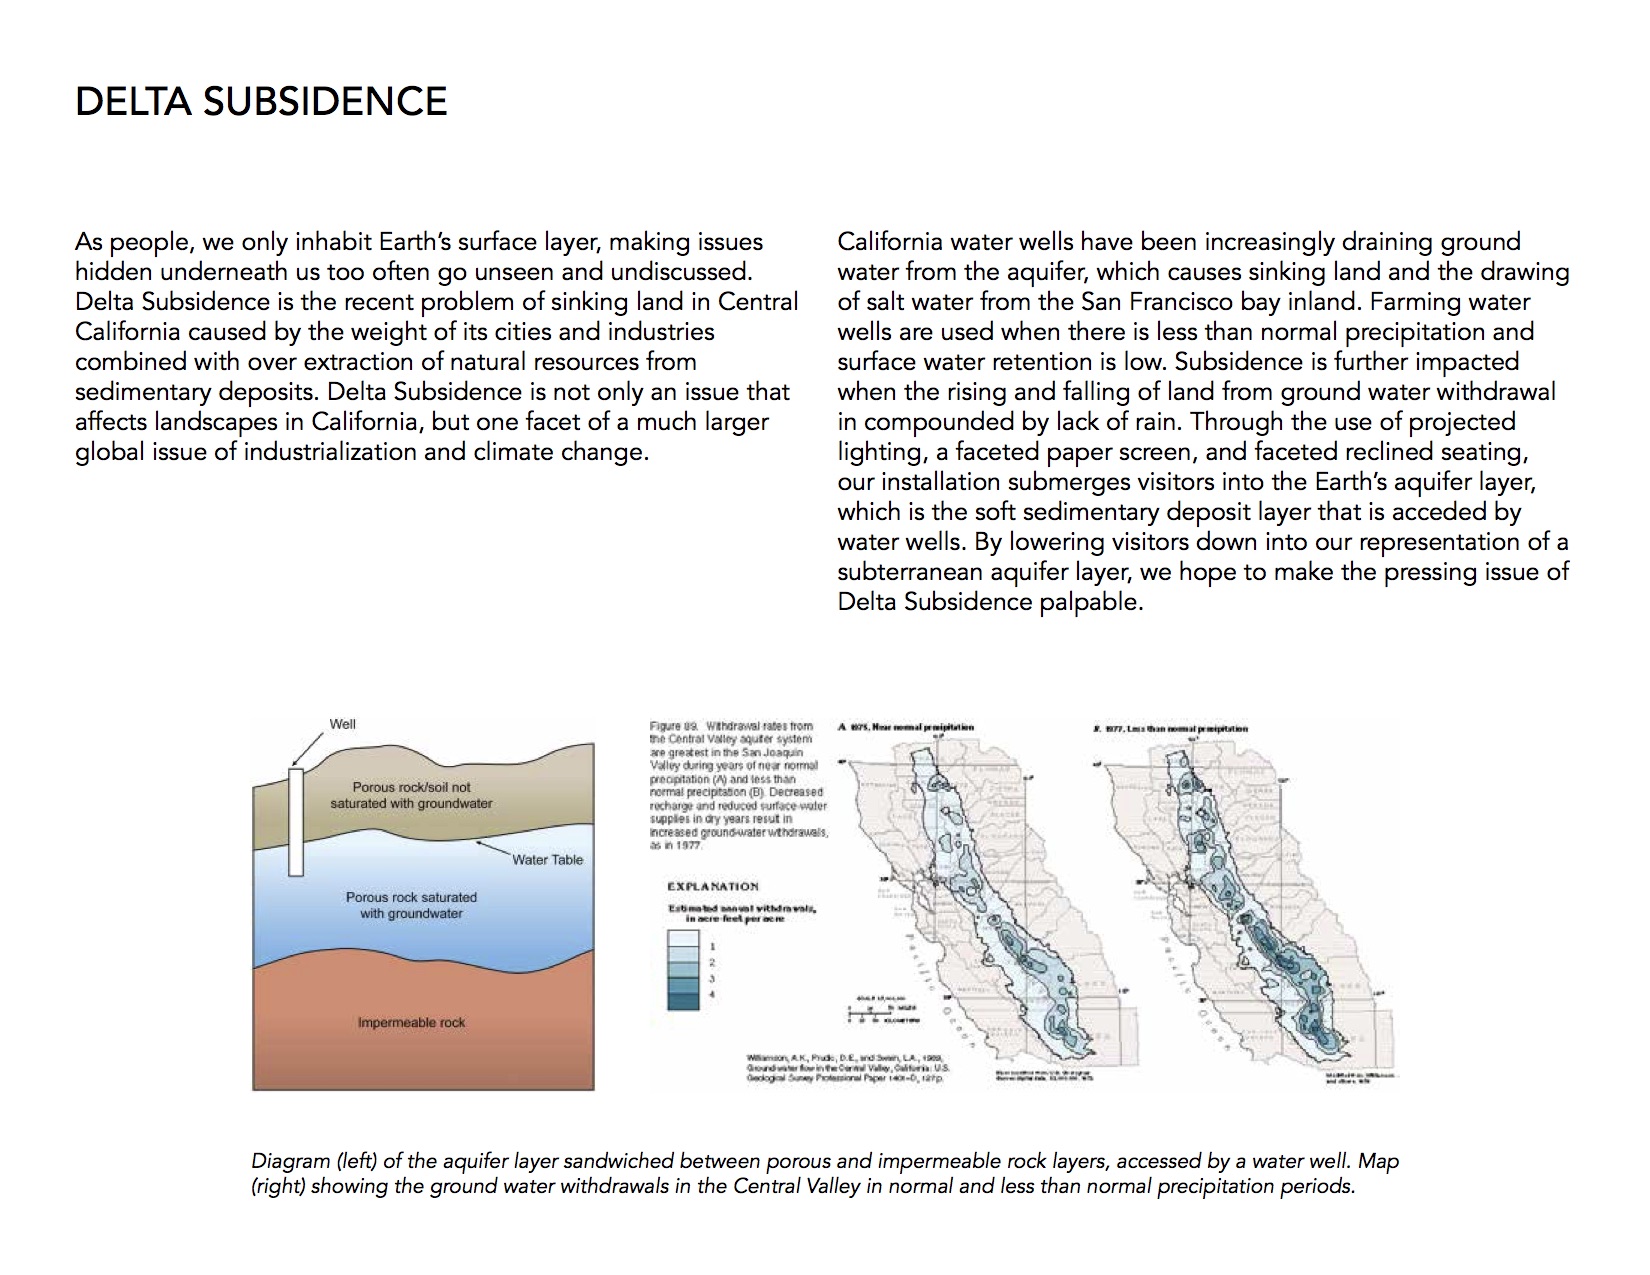 DELTA SUBSIDENCE
As people, we only inhabit Earth’s surface layer, making issues
hidden underneath us too often go unseen and undiscussed.
Delta Subsidence is the recent problem of sinking land in Central
California caused by the weight of its cities and industries
combined with over extraction of natural resources from
sedimentary deposits. Delta Subsidence is not only an issue that
affects landscapes in California, but one facet of a much larger
global issue of industrialization and climate change.
California water wells have been increasingly draining ground
water from the aquifer, which causes sinking land and the drawing
of salt water from the San Francisco bay inland. Farming water
wells are used when there is less than normal precipitation and
surface water retention is low. Subsidence is further impacted
when the rising and falling of land from ground water withdrawal
in compounded by lack of rain. Through the use of projected
lighting, a faceted paper screen, and faceted reclined seating,
our installation submerges visitors into the Earth’s aquifer layer,
which is the soft sedimentary deposit layer that is acceded by
water wells. By lowering visitors down into our representation of a
subterranean aquifer layer, we hope to make the pressing issue of
Delta Subsidence palpable.
Well
Porous rock/soil not
saturated with groundwater
Water Table
Porous rock saturated
with groundwater
Impermeable rock
Figure 89. Withdrawal rates from
the Central Valley aquifer system
are greatest in the San Joaquin
Valley during years of near normal
precipitation (A) and less than
normal precipitation (B). Decreased
recharge and reduced surface-water
supplies in dry years result in
increased ground-water withdrawals,
as in 1977.
EXPLANATION
Estimated annual withdrawals,
in acre-feet per acre
1
2
3
4
A. 1975, Near normal precipitation
B. 1977, Less than normal precipitation
Pacific Ocean
Pacific Ocean
MILES
KILOMETERS
Williamson, A.K., Prudic, D.E., and Swain, L.A., 1989,
Ground-water flow in the Central Valley, California: U.S.
Geological Survey Professional Paper 1401-D, 127p.
Diagram (left) of the aquifer layer sandwiched between porous and impermeable rock layers, accessed by a water well. Map
(right) showing the ground water withdrawals in the Central Valley in normal and less than normal precipitation periods.